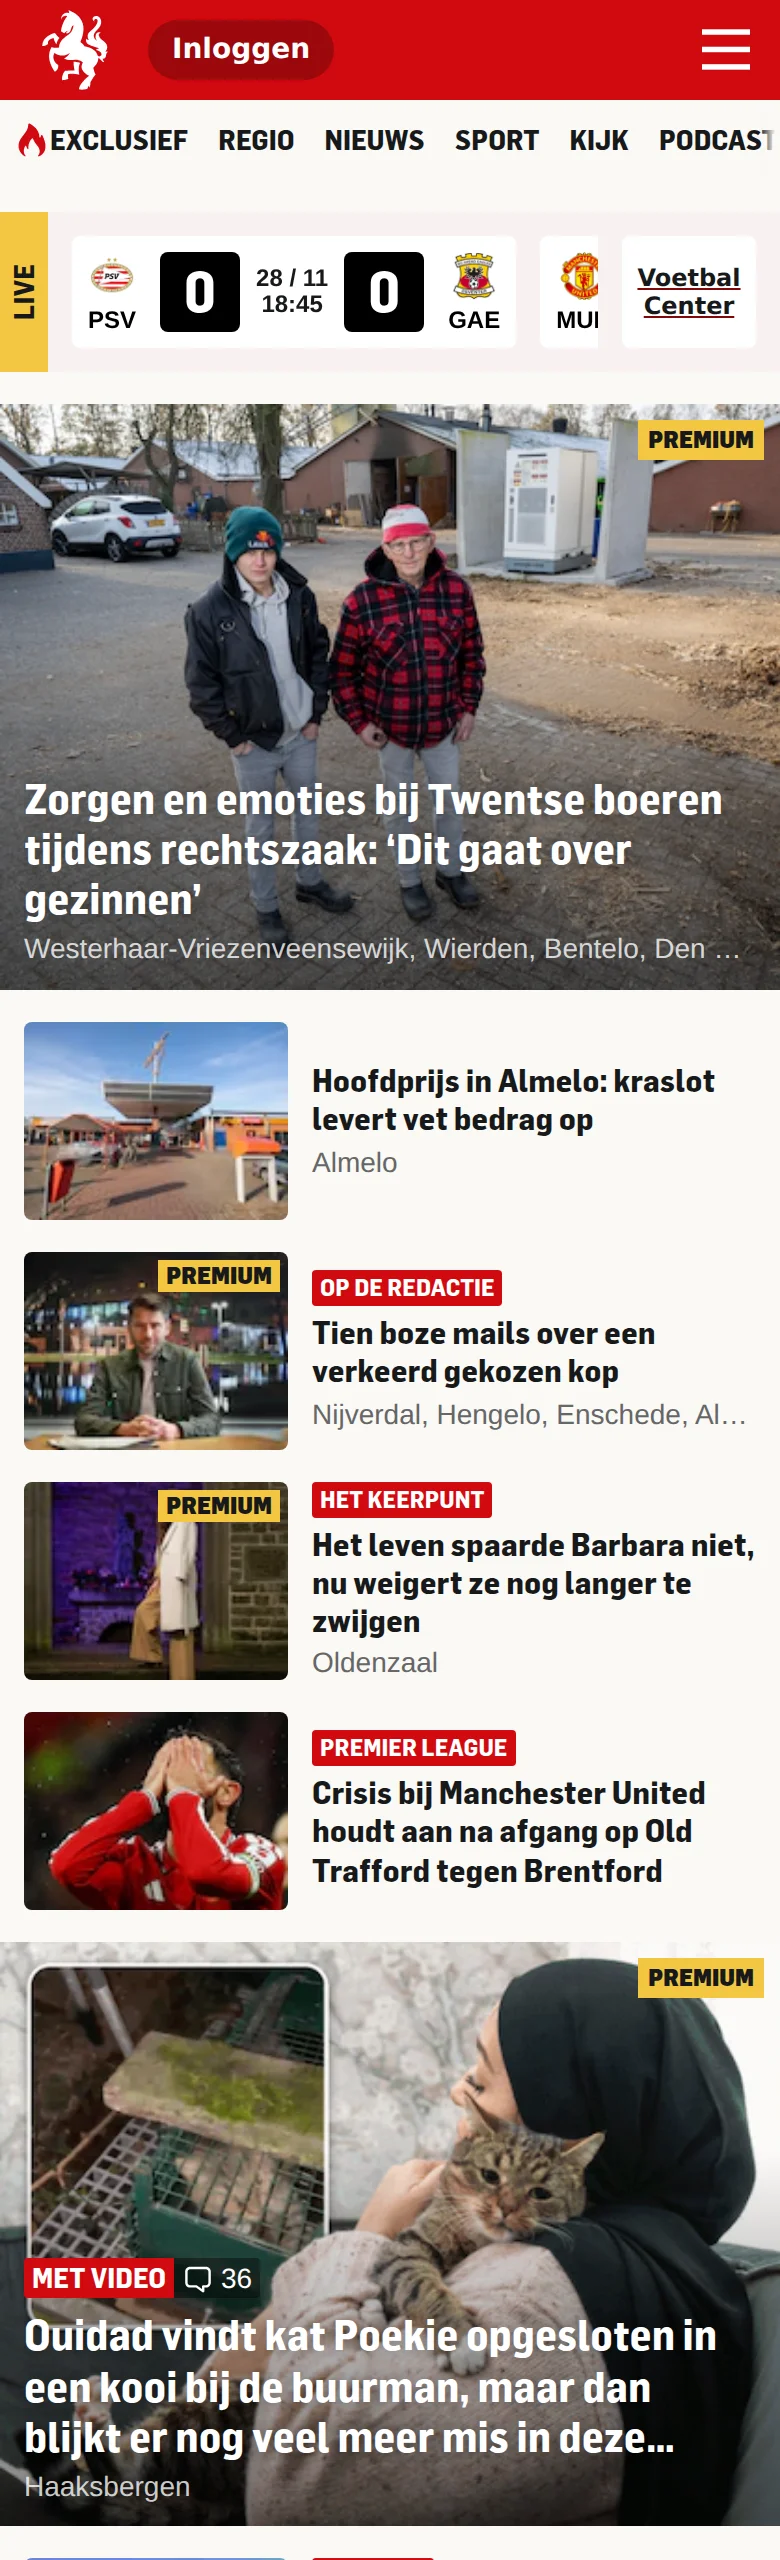 Inloggen
EXCLUSIEF REGIO NIEUWS SPORT KIJK PODCAST
LIVE
PSV
PSV
0
28 / 11
18:45
0
GAE
MU
Voetbal
Center
PREMIUM
Zorgen en emoties bij Twentse boeren
tijdens rechtszaak: ‘Dit gaat over
gezinnen’
Westerhaar-Vriezenveensewijk, Wierden, Bentelo, Den …
Hoofdprijs in Almelo: kraslot
levert vet bedrag op
Almelo
PREMIUM
OP DE REDACTIE
Tien boze mails over een
verkeerd gekozen kop
Nijverdal, Hengelo, Enschede, Al…
PREMIUM
HET KEERPUNT
Het leven spaarde Barbara niet,
nu weigert ze nog langer te
zwijgen
Oldenzaal
PREMIER LEAGUE
Crisis bij Manchester United
houdt aan na afgang op Old
Trafford tegen Brentford
PREMIUM
MET VIDEO 36
Ouidad vindt kat Poekie opgesloten in
een kooi bij de buurman, maar dan
blijkt er nog veel meer mis in deze…
Haaksbergen